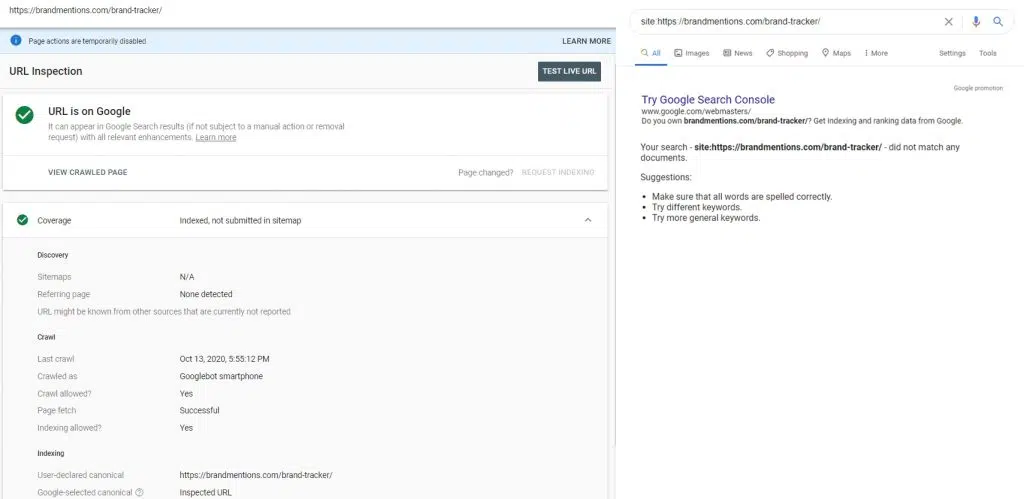 https://brandmentions.com/brand-tracker/
Page actions are temporarily disabled
LEARN MORE
URL Inspection
TEST LIVE URL
URL is on Google
It can appear in Google Search results (if not subject to a manual action or removal
request) with all relevant enhancements. Learn more
VIEW CRAWLED PAGE
Page changed? REQUEST INDEXING
Coverage
Indexed, not submitted in sitemap
Discovery
Sitemaps
N/A
Referring page
None detected
URL might be known from other sources that are currently not reported
Crawl
Last crawl
Oct 13, 2020, 5:55:12 PM
Crawled as
Googlebot smartphone
Crawl allowed?
Yes
Page fetch
Successful
Indexing allowed?
Yes
Indexing
User-declared canonical
https://brandmentions.com/brand-tracker/
Google-selected canonical
Inspected URL
site:https://brandmentions.com/brand-tracker/
All
Images
News
Shopping
Maps
More
Settings
Tools
Google promotion
Try Google Search Console
www.google.com/webmasters/
Do you own brandmentions.com/brand-tracker/? Get indexing and ranking data from Google.
Your search - site:https://brandmentions.com/brand-tracker/ - did not match any
documents.
Suggestions:
• Make sure that all words are spelled correctly.
• Try different keywords.
• Try more general keywords.